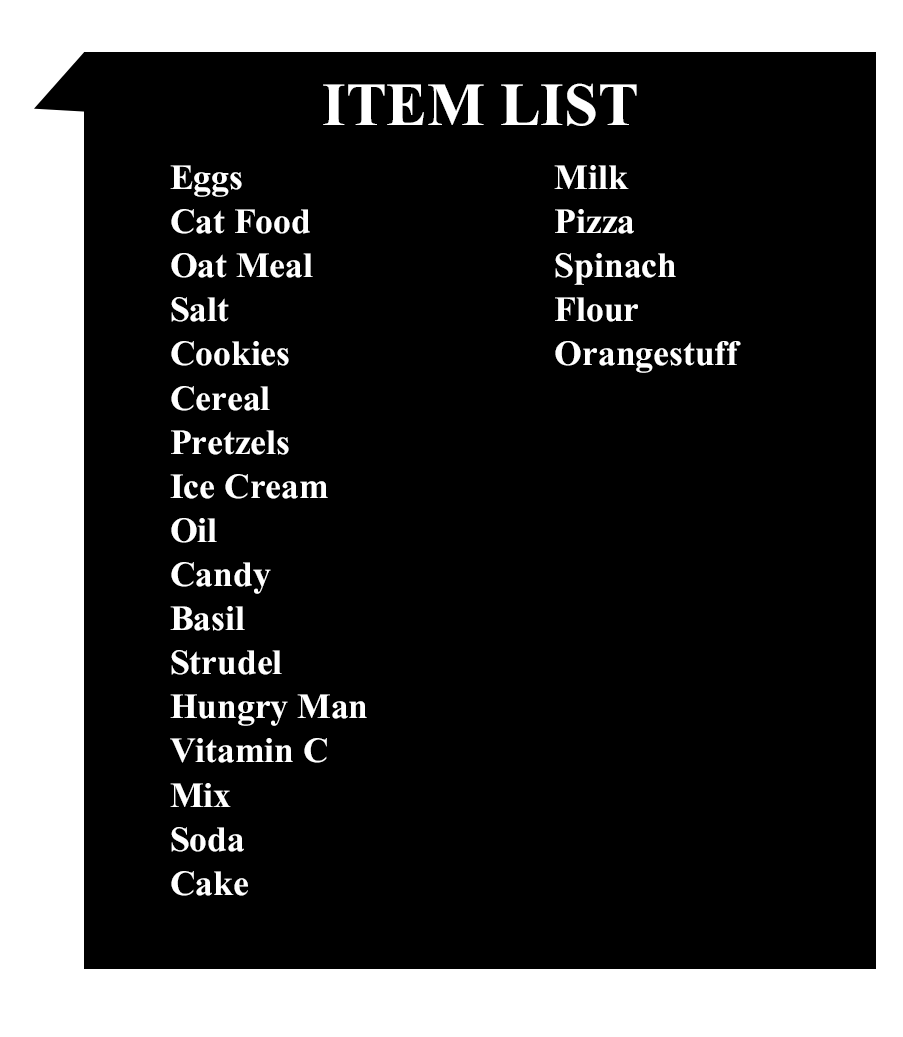 ITEM LIST
Eggs
Cat Food
Oat Meal
Salt
Cookies
Cereal
Pretzels
Ice Cream
Oil
Candy
Basil
Strudel
Hungry Man
Vitamin C
Mix
Soda
Cake
Milk
Pizza
Spinach
Flour
Orangestuff